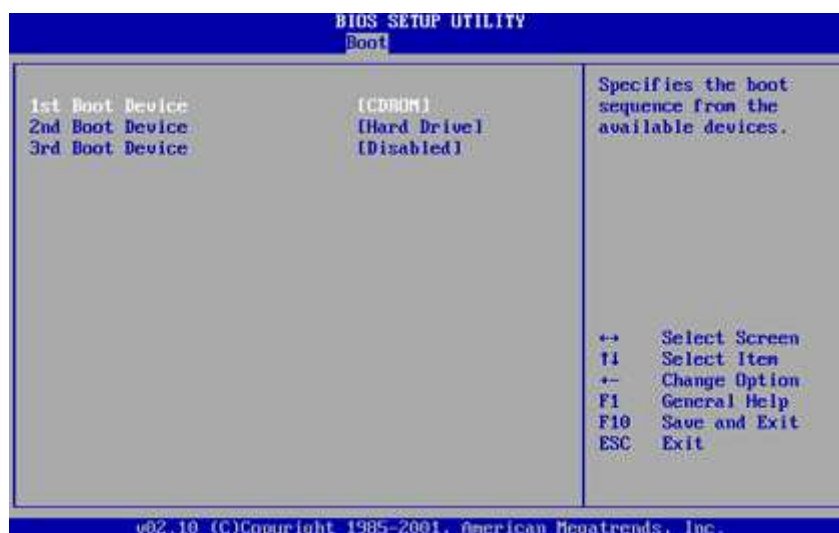 BIOS SETUP UTILITY
Boot
1st Boot Device [CDROM]
2nd Boot Device [Hard Drive]
3rd Boot Device [Disabled]
Specifies the boot
sequence from the
available devices.
↔ Select Screen
↑↓ Select Item
+- Change Option
F1 General Help
F10 Save and Exit
ESC Exit
v02.10 (C)Copyright 1985-2001, American Megatrends, Inc.